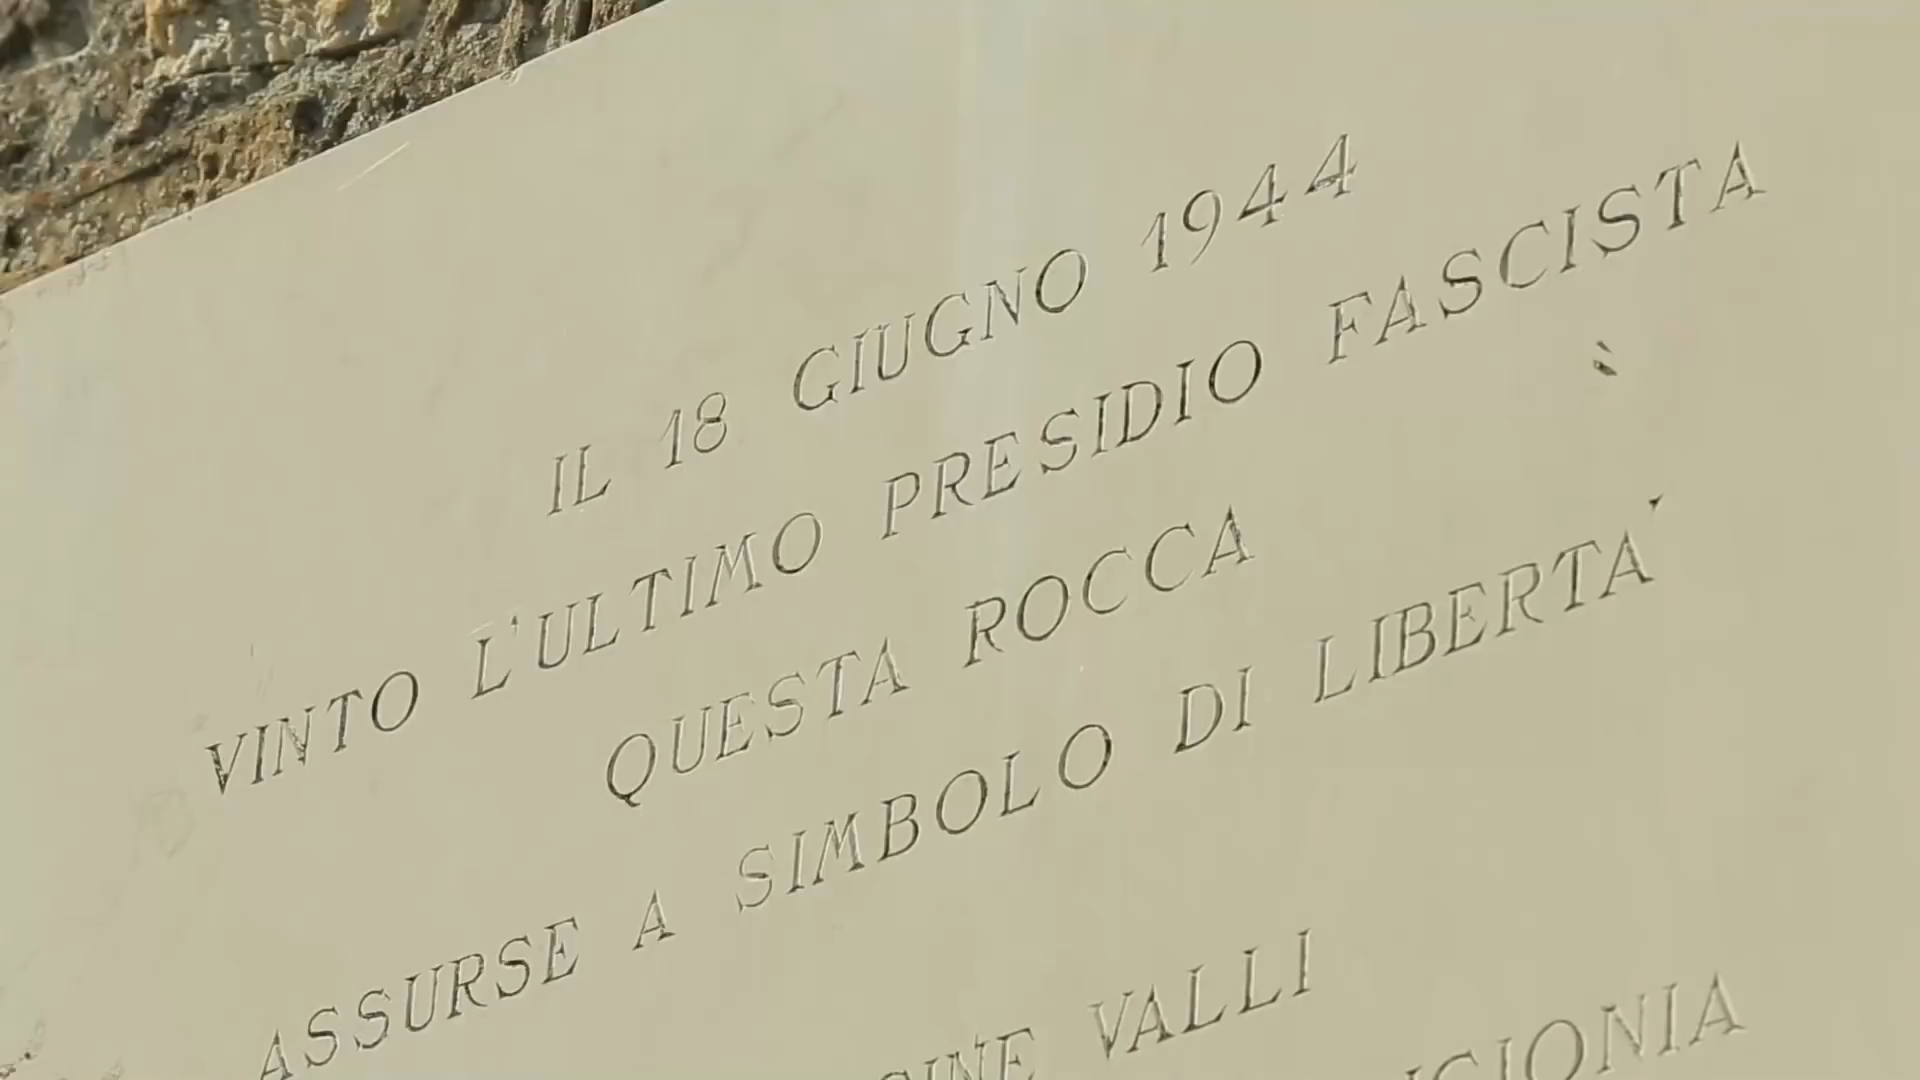 IL 18 GIUGNO 1944
VINTO L'ULTIMO PRESIDIO FASCISTA
QUESTA ROCCA
ASSURSE A SIMBOLO DI LIBERTA'
VALLI